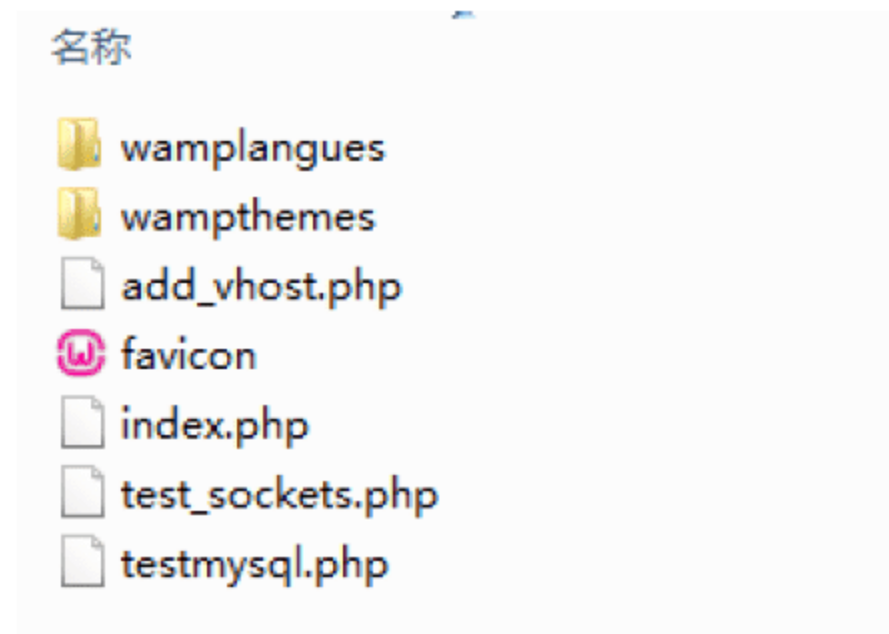 名称
wamplangues
wampthemes
add_vhost.php
favicon
index.php
test_sockets.php
testmysql.php